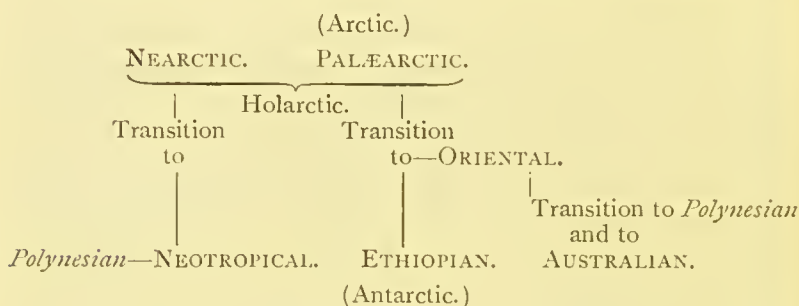 (Arctic.)
NEARCTIC. PALÆARCTIC.
Holarctic.
Transition Transition
to to—ORIENTAL.
Transition to Polynesian
and to
Polynesian—NEOTROPICAL. ETHIOPIAN. AUSTRALIAN.
(Antarctic.)